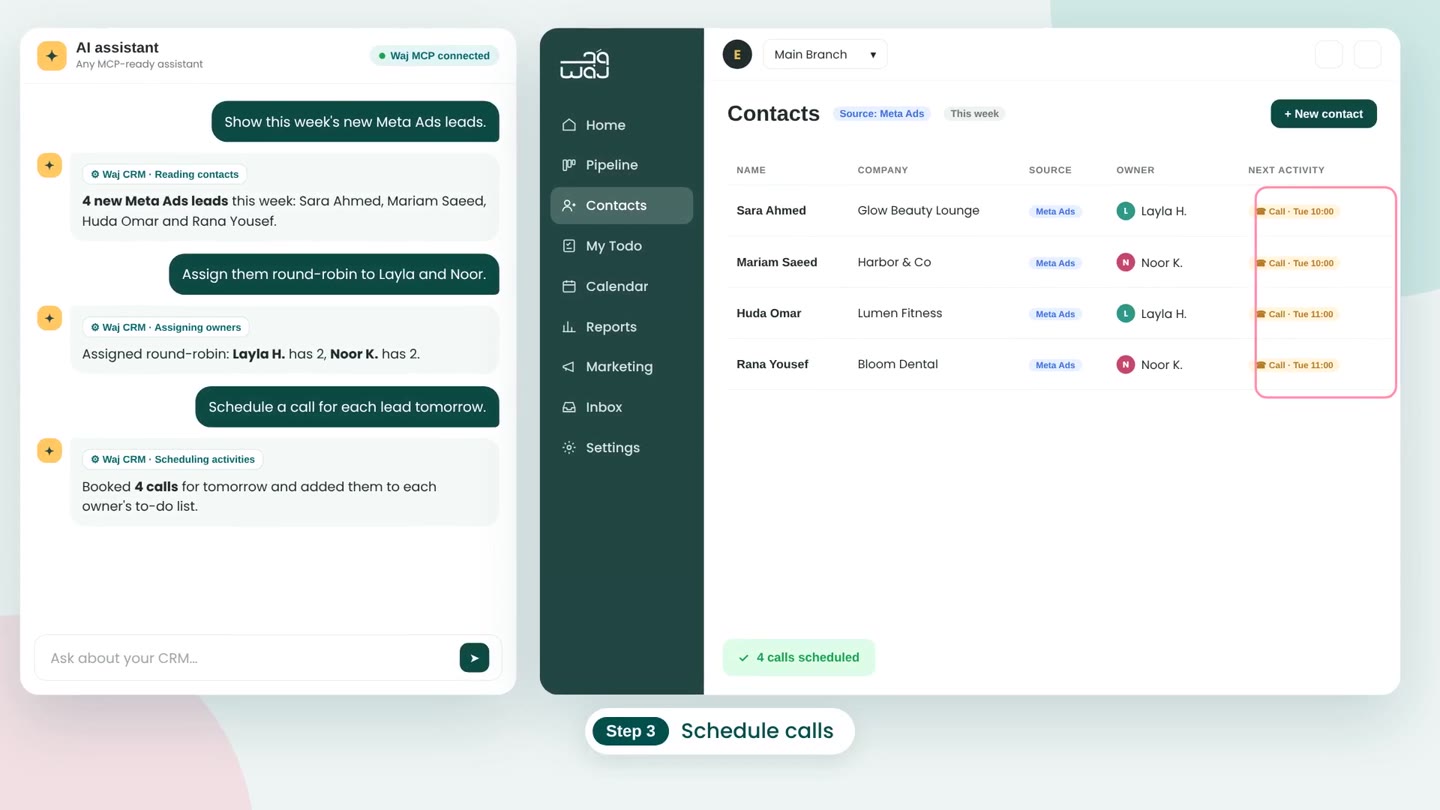 AI assistant
Any MCP-ready assistant
Waj MCP connected
Show this week's new Meta Ads leads.
Waj CRM · Reading contacts
4 new Meta Ads leads this week: Sara Ahmed, Mariam Saeed,
Huda Omar and Rana Yousef.
Assign them round-robin to Layla and Noor.
Waj CRM · Assigning owners
Assigned round-robin: Layla H. has 2, Noor K. has 2.
Schedule a call for each lead tomorrow.
Waj CRM · Scheduling activities
Booked 4 calls for tomorrow and added them to each
owner's to-do list.
Ask about your CRM...
waj
Home
Pipeline
Contacts
My Todo
Calendar
Reports
Marketing
Inbox
Settings
E Main Branch
Contacts Source: Meta Ads This week + New contact
NAME COMPANY SOURCE OWNER NEXT ACTIVITY
Sara Ahmed Glow Beauty Lounge Meta Ads L Layla H. Call · Tue 10:00
Mariam Saeed Harbor & Co Meta Ads N Noor K. Call · Tue 10:00
Huda Omar Lumen Fitness Meta Ads L Layla H. Call · Tue 11:00
Rana Yousef Bloom Dental Meta Ads N Noor K. Call · Tue 11:00
4 calls scheduled
Step 3 Schedule calls